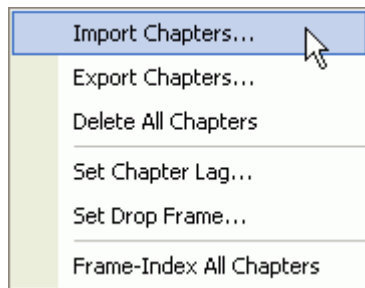 Import Chapters...
Export Chapters...
Delete All Chapters
Set Chapter Lag...
Set Drop Frame...
Frame-Index All Chapters